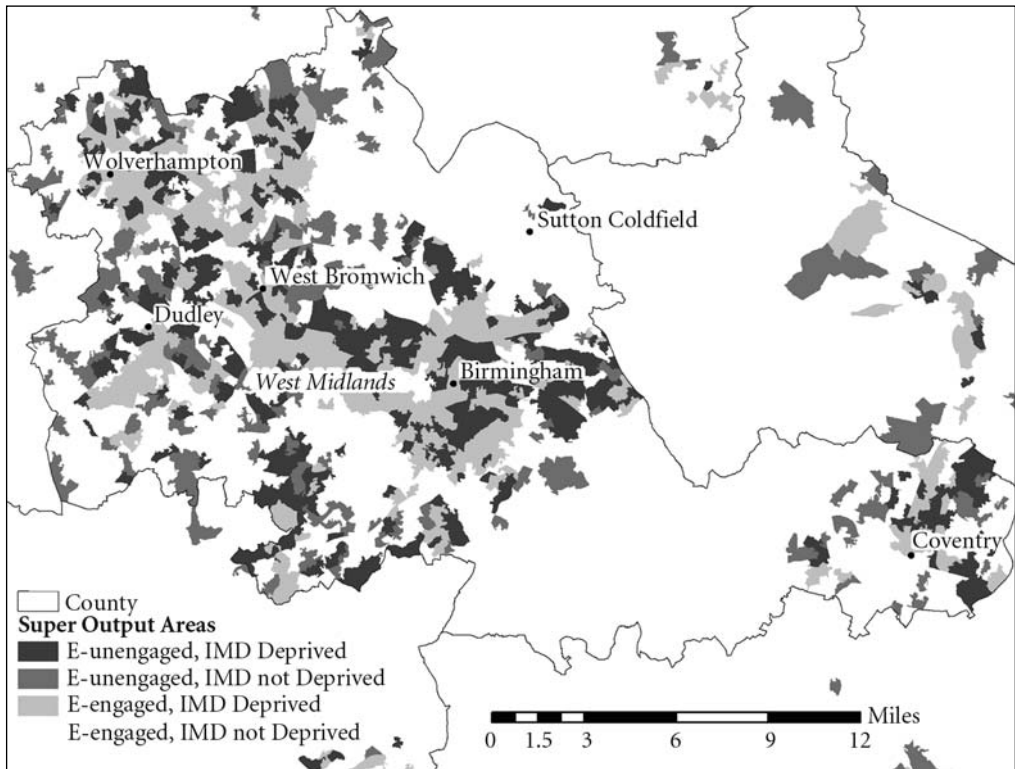 Wolverhampton
Sutton Coldfield
West Bromwich
Dudley
West Midlands
Birmingham
Coventry
County
Super Output Areas
E-unengaged, IMD Deprived
E-unengaged, IMD not Deprived
E-engaged, IMD Deprived
E-engaged, IMD not Deprived
Miles
0 1.5 3 6 9 12